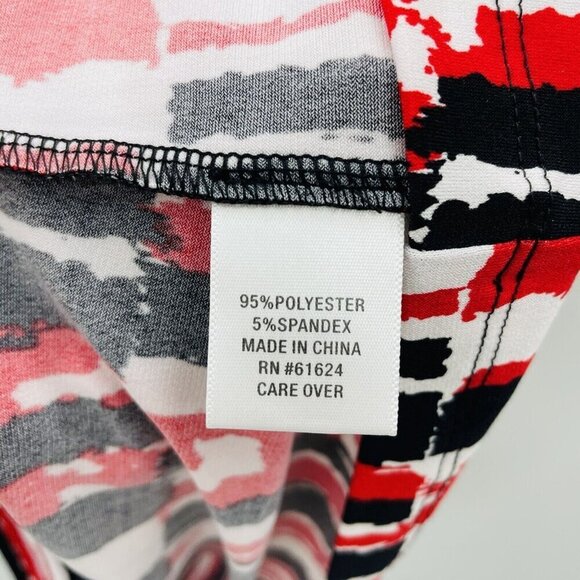 95%POLYESTER
5%SPANDEX
MADE IN CHINA
RN #61624
CARE OVER